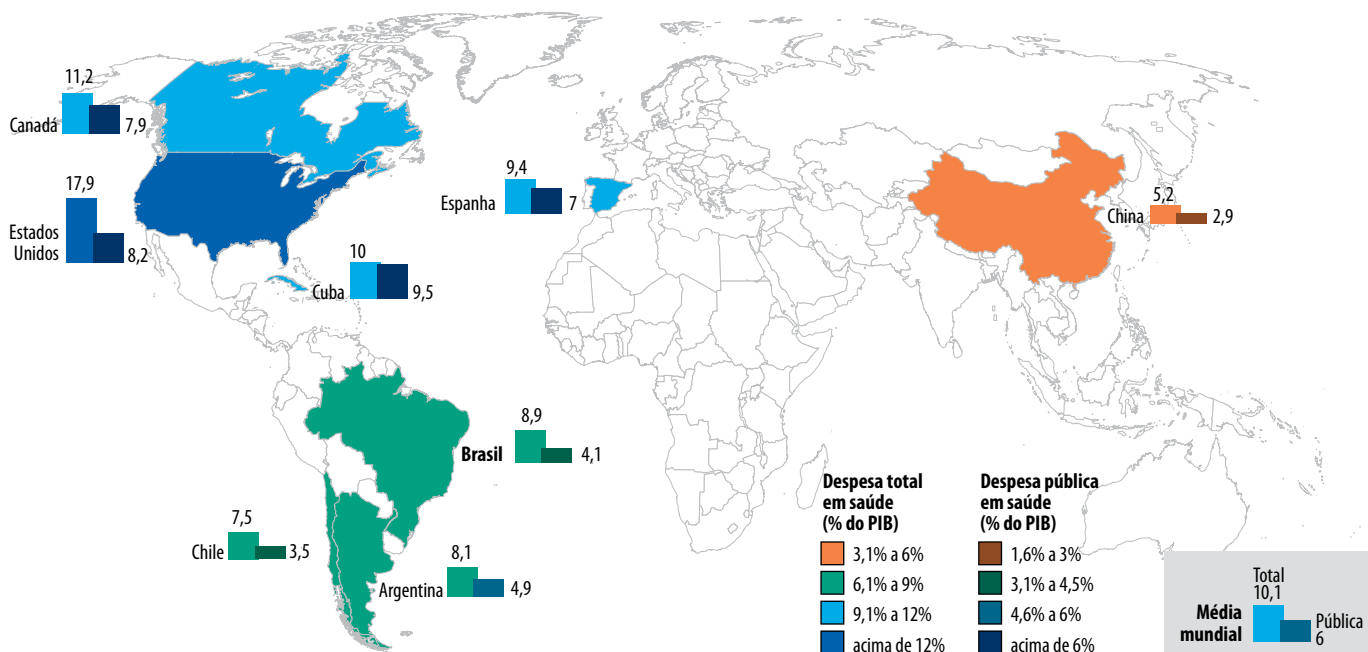 11,2
Canadá
7,9
17,9
Estados
Unidos
8,2
10
Cuba
9,5
9,4
Espanha
7
5,2
China
2,9
8,9
Brasil
4,1
7,5
Chile
3,5
8,1
Argentina
4,9
Despesa total
em saúde
(% do PIB)
3,1% a 6%
6,1% a 9%
9,1% a 12%
acima de 12%
Despesa pública
em saúde
(% do PIB)
1,6% a 3%
3,1% a 4,5%
4,6% a 6%
acima de 6%
Média
mundial
Total
10,1
Pública
6